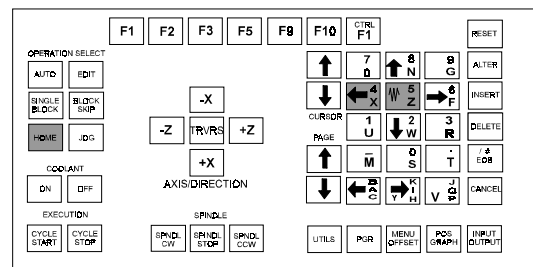 F1 F2 F3 F5 F9 F10 CTRL F1 RESET
OPERATION SELECT
AUTO EDIT
7 8 N 9 G ALTER
SINGLE BLOCK BLOCK SKIP
-X
4 X 5 Z 6 F INSERT
HOME JOG
-Z TRVRS +Z
CURSOR
1 U 2 W 3 R DELETE
PAGE
COOLANT
+X
- M 0 S . T / # EOB
ON OFF
AXIS/DIRECTION
B A C Y K I H V J Q P CANCEL
EXECUTION
SPINDLE
CYCLE START CYCLE STOP
SPNDL CW SPNDL STOP SPNDL CCW
UTILS PGR MENU OFFSET POS GRAPH INPUT OUTPUT